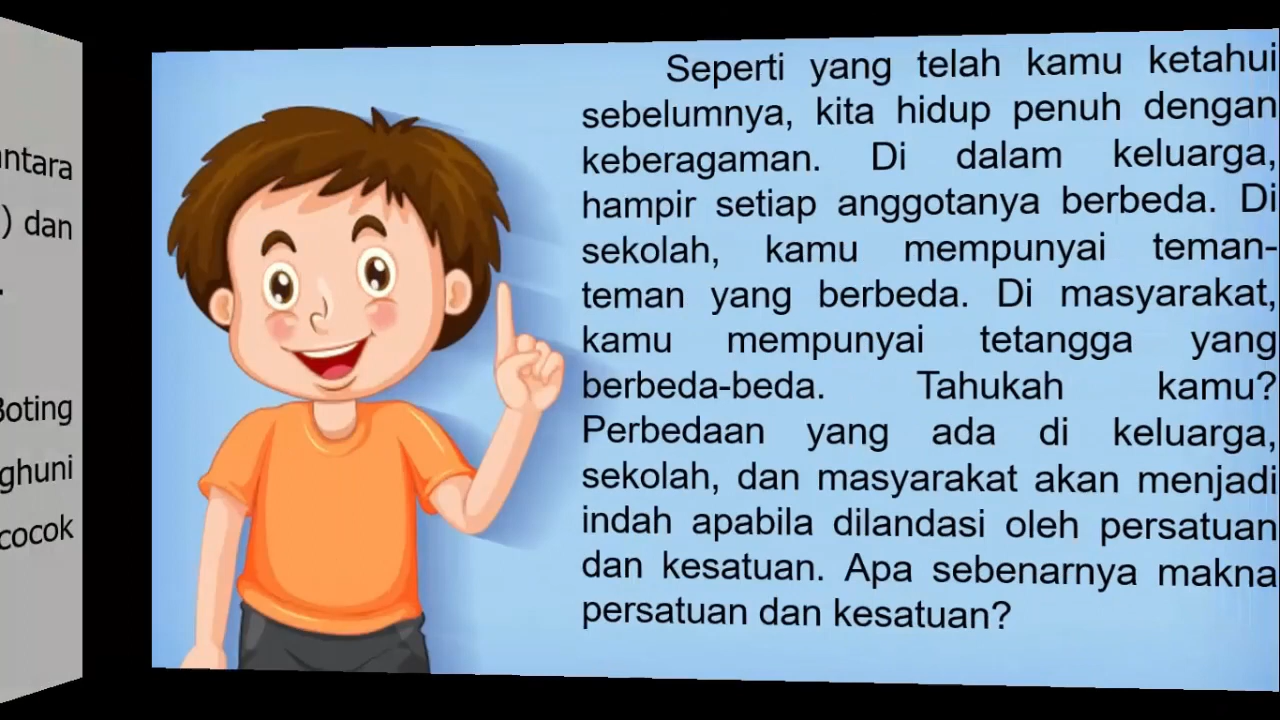 ) dan
cocok
Seperti yang telah kamu ketahui
sebelumnya, kita hidup penuh dengan
keberagaman. Di dalam keluarga,
hampir setiap anggotanya berbeda. Di
sekolah, kamu mempunyai teman-
teman yang berbeda. Di masyarakat,
kamu mempunyai tetangga yang
berbeda-beda. Tahukah kamu?
Perbedaan yang ada di keluarga,
sekolah, dan masyarakat akan menjadi
indah apabila dilandasi oleh persatuan
dan kesatuan. Apa sebenarnya makna
persatuan dan kesatuan?